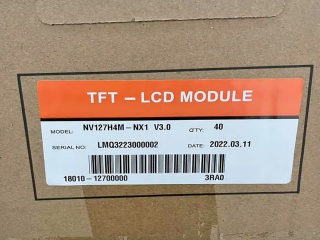 TFT – LCD MODULE
MODEL: NV127H4M – NX1 V3.0 Q'TY: 40
SERIAL NO: LMQ3223000002 DATE: 2022.03.11
18010-12700000 3RA0